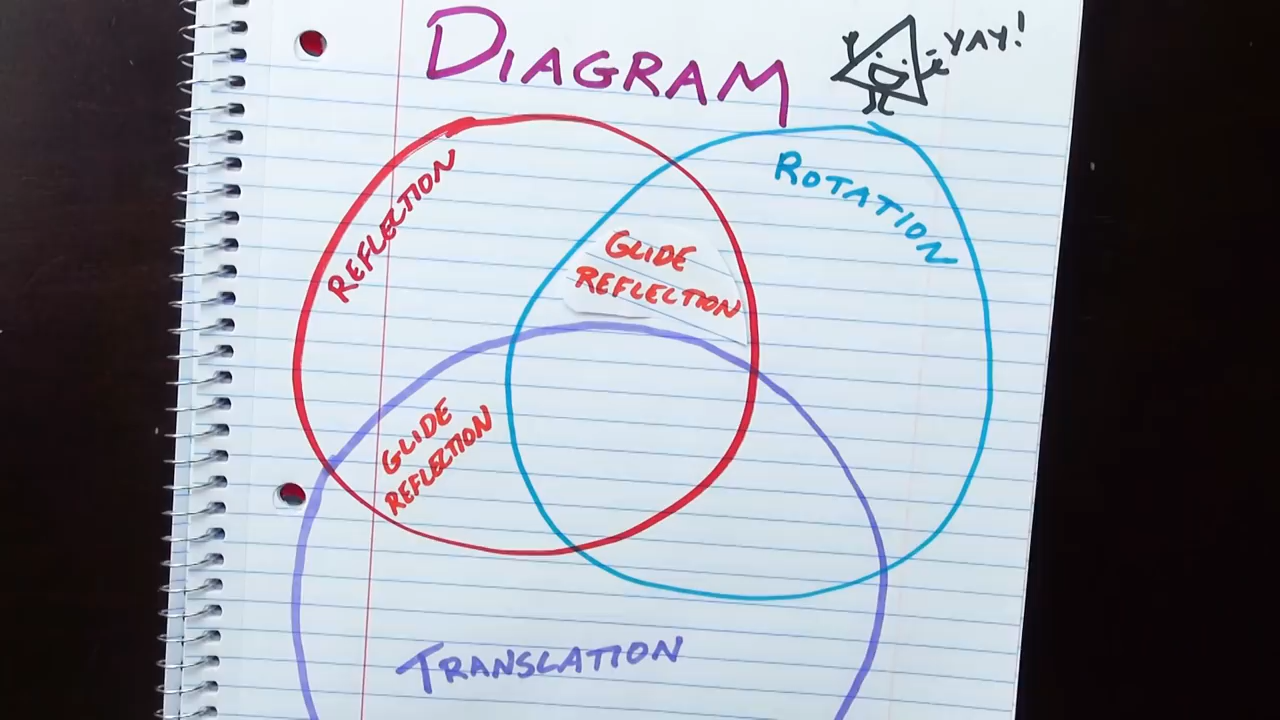 DIAGRAM
YAY!
REFLECTION
ROTATION
GLIDE
REFLECTION
GLIDE
REFLECTION
TRANSLATION